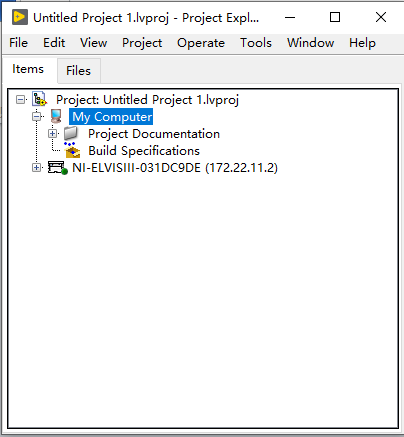 Untitled Project 1.lvproj - Project Expl...
File Edit View Project Operate Tools Window Help
Items Files
Project: Untitled Project 1.lvproj
My Computer
Project Documentation
Build Specifications
NI-ELVISIII-031DC9DE (172.22.11.2)